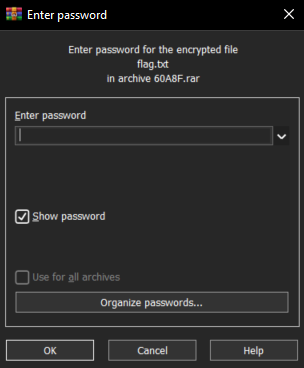 Enter password
Enter password for the encrypted file
flag.txt
in archive 60A8F.rar
Enter password
Show password
Use for all archives
Organize passwords...
OK Cancel Help